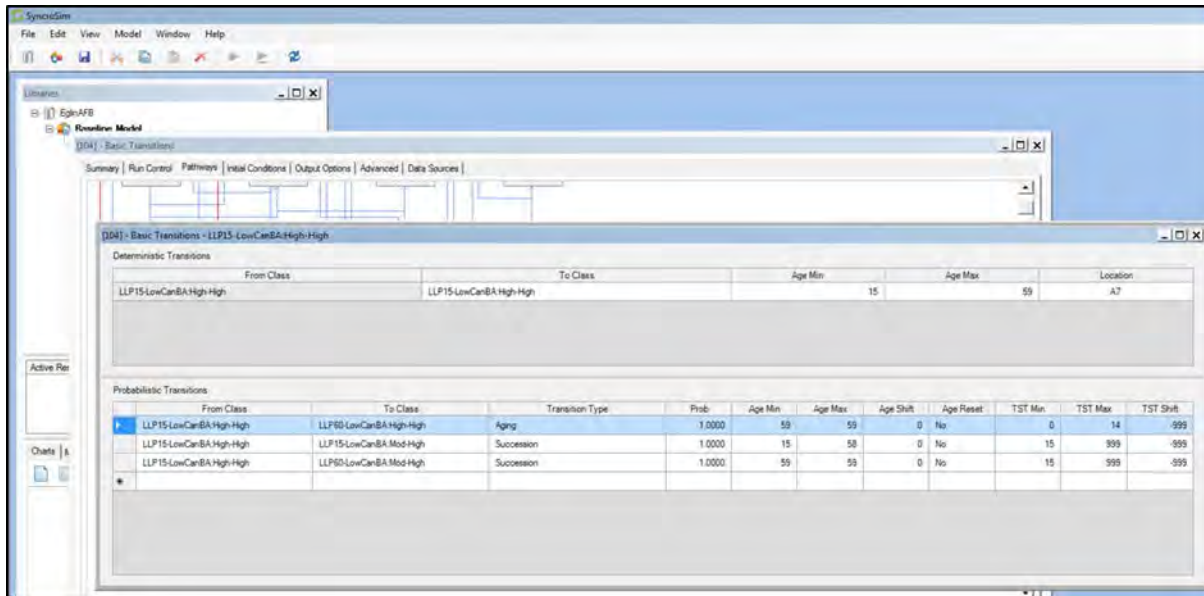 SyncroSim
File Edit View Model Window Help
Libraries
EglinAFB
Baseline Model
[104] - Basic Transitions
Summary Run Control Pathways Initial Conditions Output Options Advanced Data Sources
[104] - Basic Transitions - LLP15-LowCanBA:High-High
Deterministic Transitions
From Class To Class Age Min Age Max Location
LLP15-LowCanBA:High-High LLP15-LowCanBA:High-High 15 59 A7
Active Rer
Probabilistic Transitions
From Class To Class Transition Type Prob Age Min Age Max Age Shift Age Reset TST Min TST Max TST Shift
LLP15-LowCanBA:High-High LLP60-LowCanBA:High-High Aging 1.0000 59 59 0 No 0 14 -999
LLP15-LowCanBA:High-High LLP15-LowCanBA:Mod-High Succession 1.0000 15 58 0 No 15 999 -999
LLP15-LowCanBA:High-High LLP60-LowCanBA:Mod-High Succession 1.0000 59 59 0 No 15 999 -999
Charts